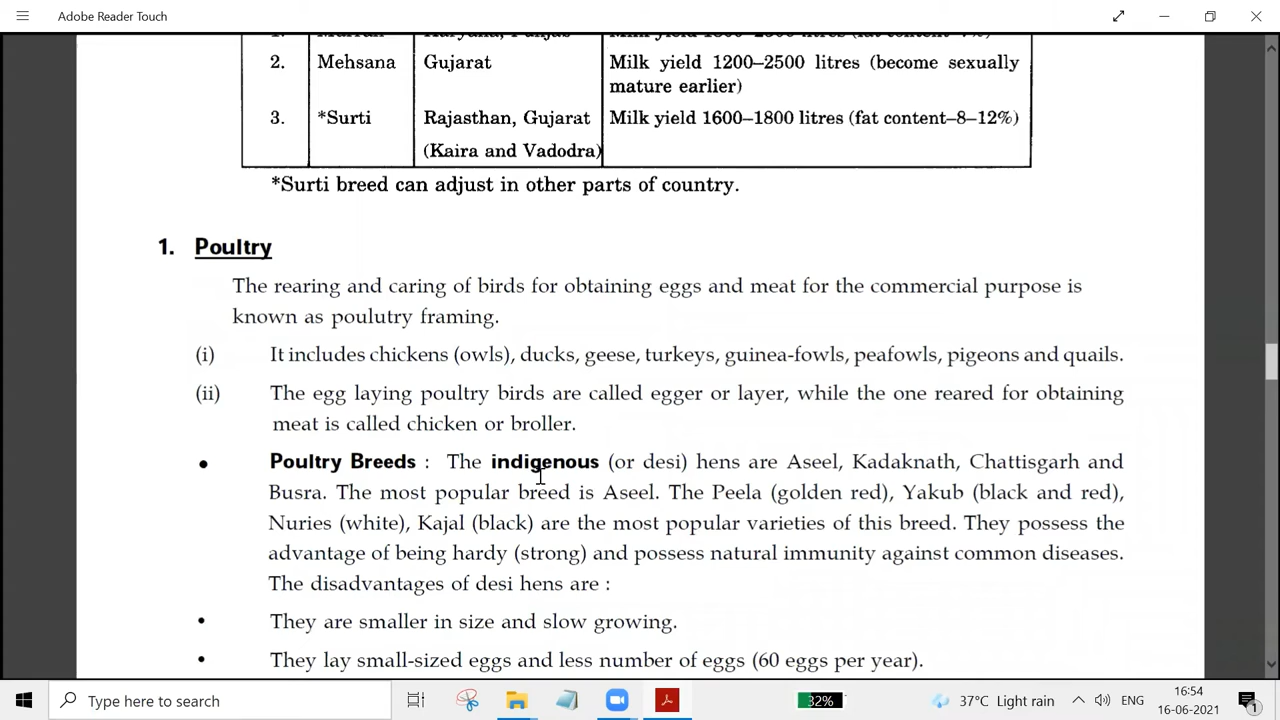 Adobe Reader Touch
2. Mehsana Gujarat Milk yield 1200–2500 litres (become sexually
mature earlier)
3. *Surti Rajasthan, Gujarat Milk yield 1600–1800 litres (fat content–8–12%)
(Kaira and Vadodra)
*Surti breed can adjust in other parts of country.
1. Poultry
The rearing and caring of birds for obtaining eggs and meat for the commercial purpose is
known as poulutry framing.
(i) It includes chickens (owls), ducks, geese, turkeys, guinea-fowls, peafowls, pigeons and quails.
(ii) The egg laying poultry birds are called egger or layer, while the one reared for obtaining
meat is called chicken or broller.
• Poultry Breeds : The indigenous (or desi) hens are Aseel, Kadaknath, Chattisgarh and
Busra. The most popular breed is Aseel. The Peela (golden red), Yakub (black and red),
Nuries (white), Kajal (black) are the most popular varieties of this breed. They possess the
advantage of being hardy (strong) and possess natural immunity against common diseases.
The disadvantages of desi hens are :
• They are smaller in size and slow growing.
• They lay small-sized eggs and less number of eggs (60 eggs per year).
Type here to search
32%
37°C Light rain
ENG
16:54
16-06-2021
1